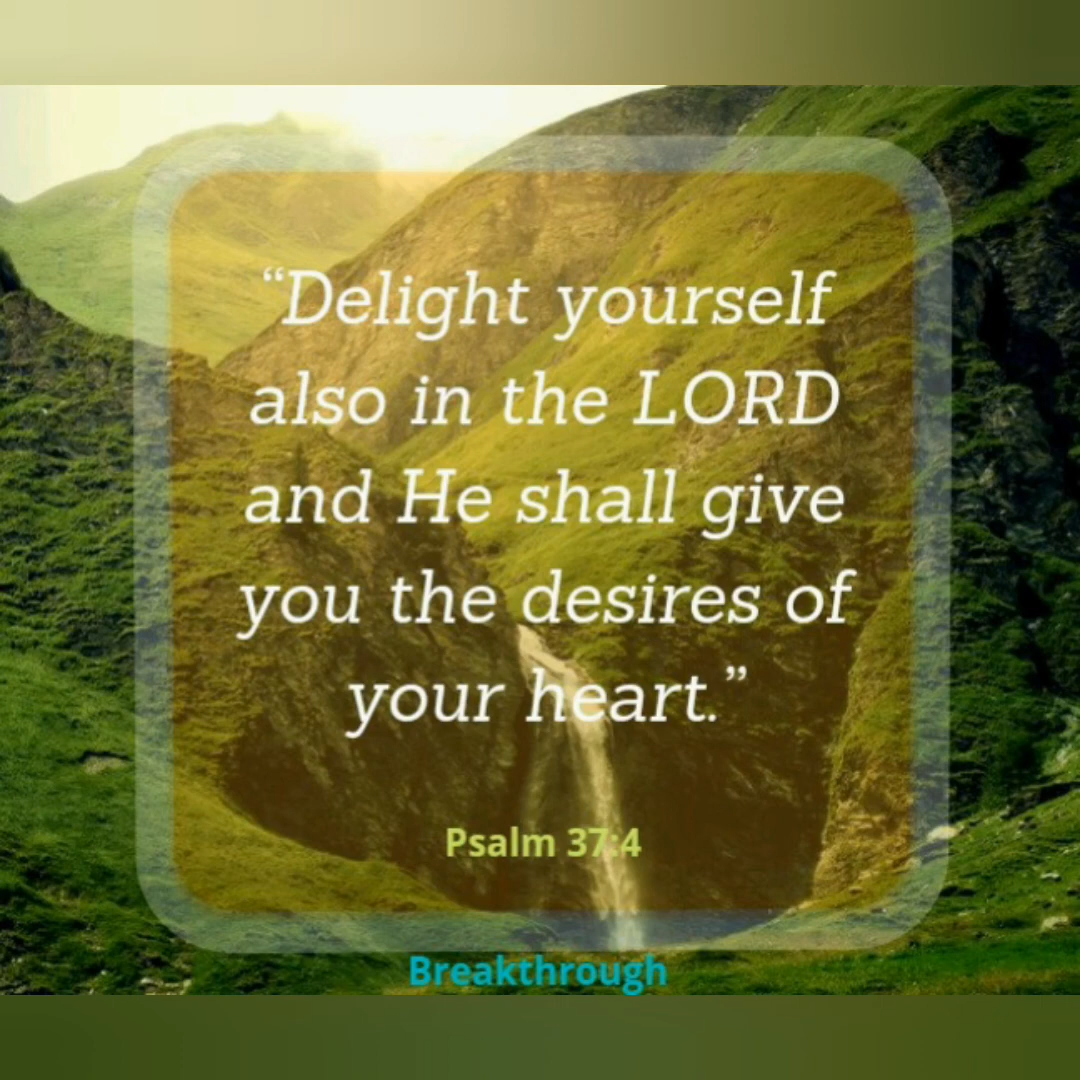 “Delight yourself
also in the LORD
and He shall give
you the desires of
your heart.”
Psalm 37:4
Breakthrough